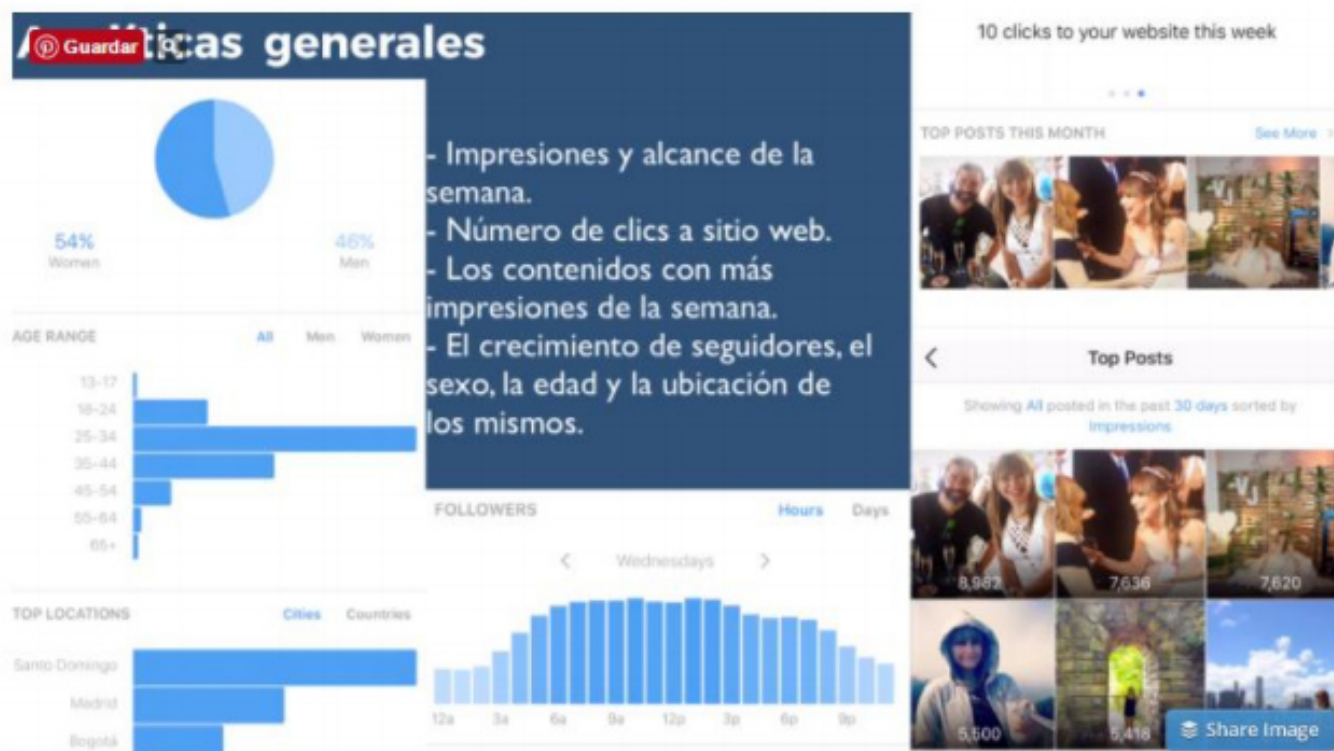 Guardar
icas generales
54%
Women
46%
Men
AGE RANGE
All Men Women
13-17
18-24
25-34
35-44
45-54
55-64
65+
TOP LOCATIONS
Cities Countries
Santo Domingo
Madrid
Bogotá
- Impresiones y alcance de la
semana.
- Número de clics a sitio web.
- Los contenidos con más
impresiones de la semana.
- El crecimiento de seguidores, el
sexo, la edad y la ubicación de
los mismos.
FOLLOWERS
Hours Days
Wednesdays
12a 3a 6a 9a 12p 3p 6p 9p
10 clicks to your website this week
TOP POSTS THIS MONTH
See More
Top Posts
Showing All posted in the past 30 days sorted by
Impressions
8,982 7,636 7,620
5,500 5,418
Share Image